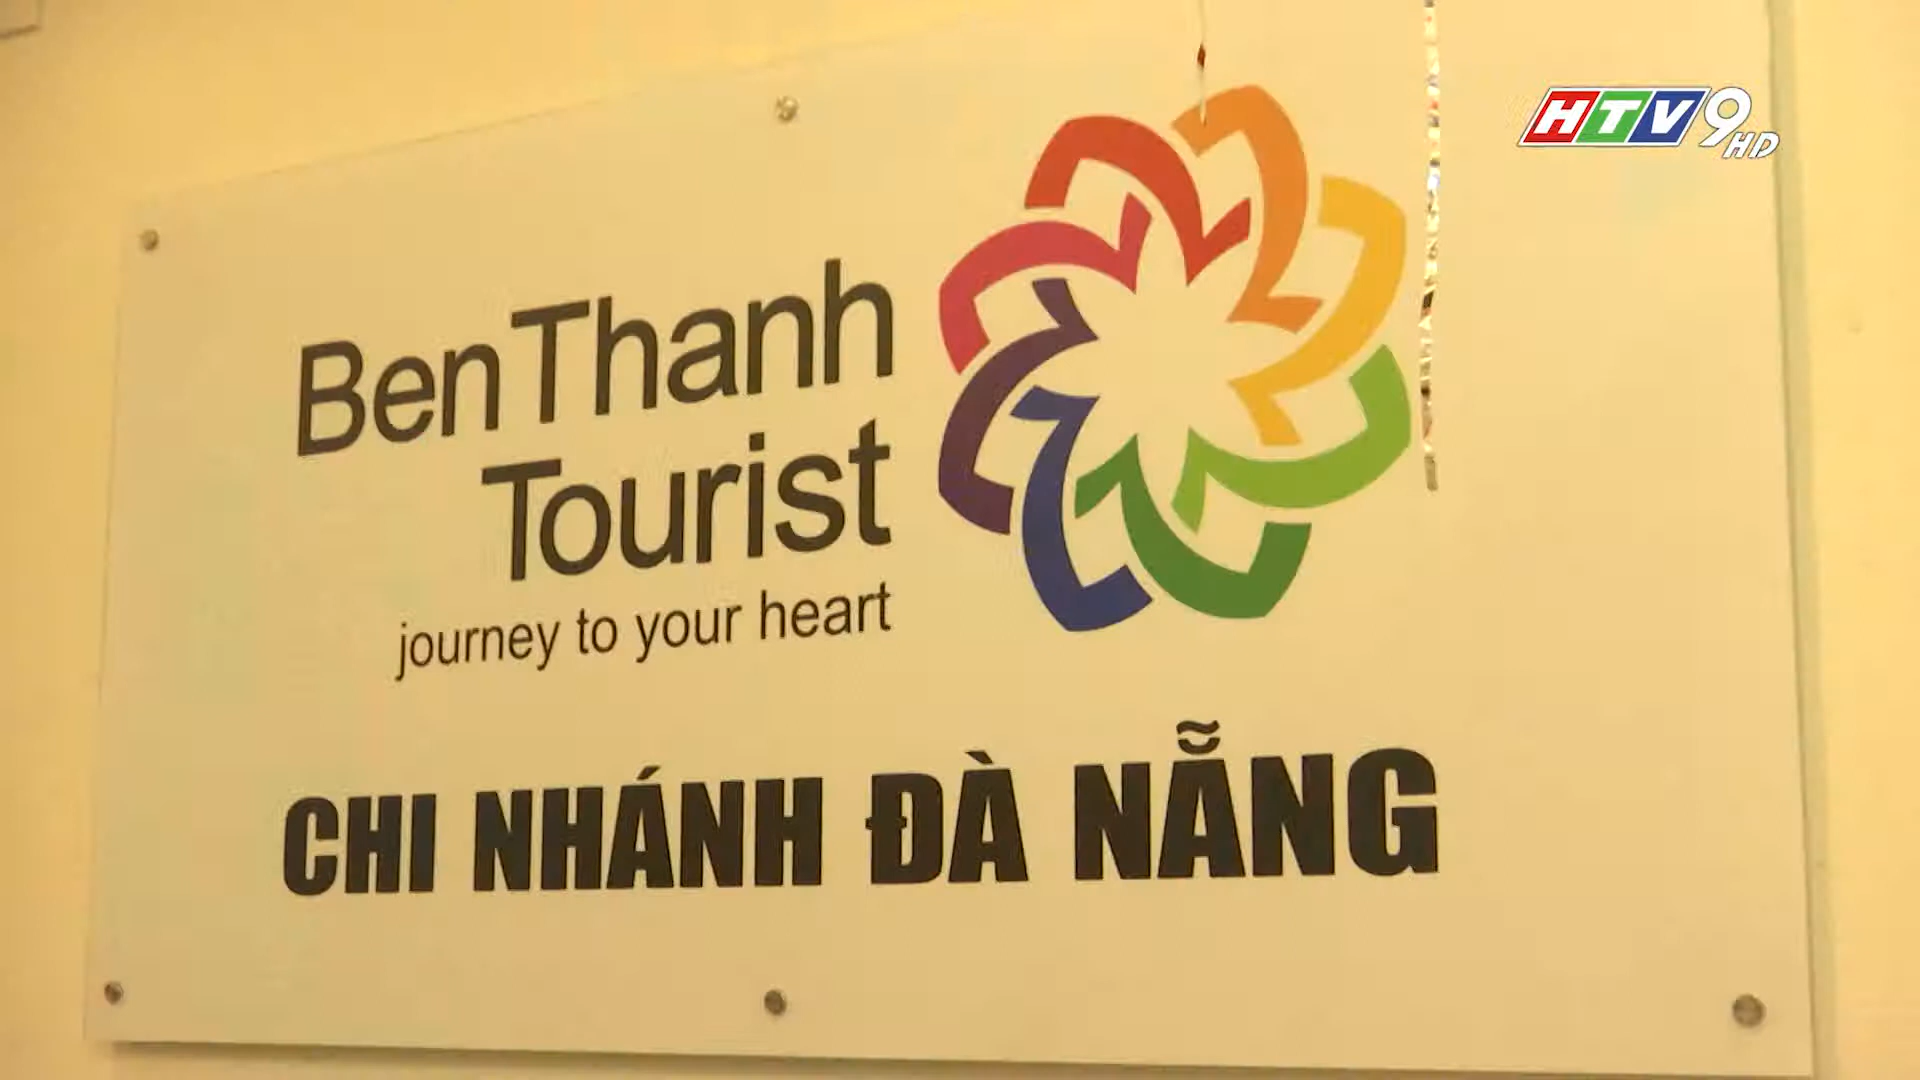 HTV9 HD
BenThanh
Tourist
journey to your heart
CHI NHÁNH ĐÀ NẴNG